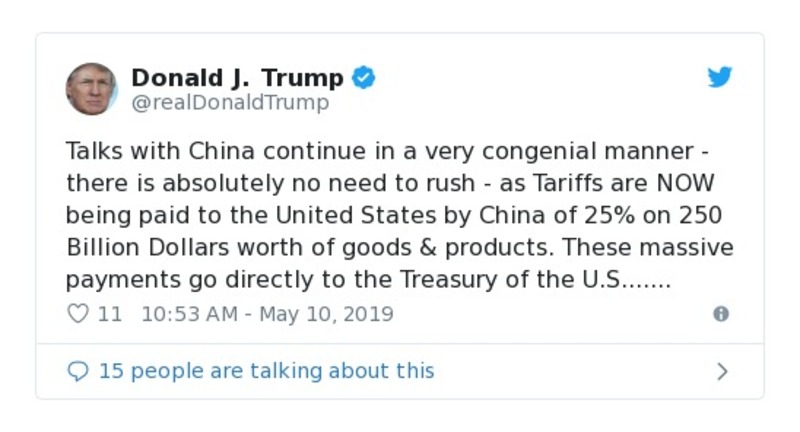 Donald J. Trump
@realDonaldTrump
Talks with China continue in a very congenial manner -
there is absolutely no need to rush - as Tariffs are NOW
being paid to the United States by China of 25% on 250
Billion Dollars worth of goods & products. These massive
payments go directly to the Treasury of the U.S.......
11 10:53 AM - May 10, 2019
15 people are talking about this